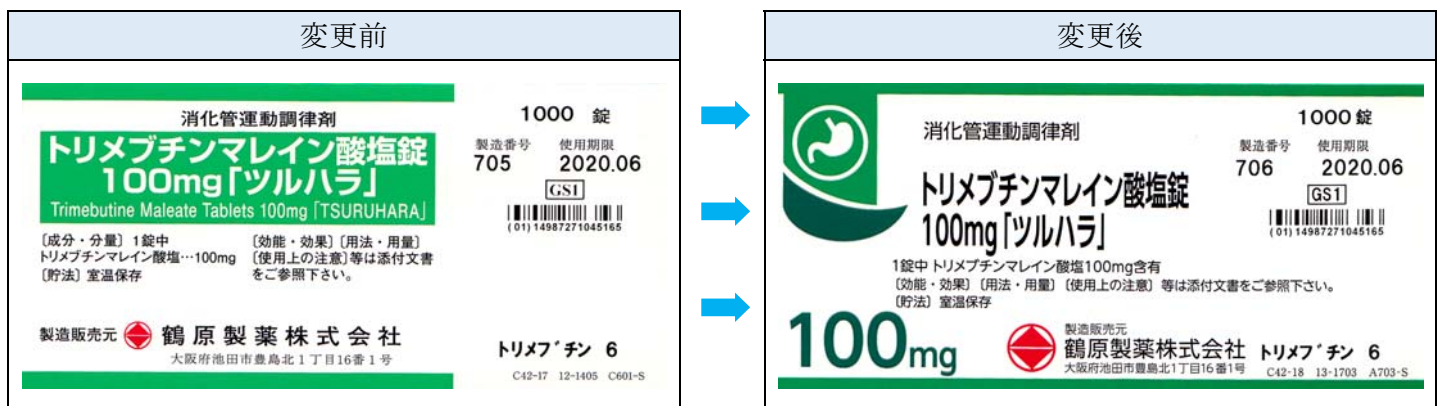 変更前
消化管運動調律剤
トリメブチンマレイン酸塩錠
100mg「ツルハラ」
Trimebutine Maleate Tablets 100mg「TSURUHARA」
〔成分・分量〕1錠中
トリメブチンマレイン酸塩…100mg
〔貯法〕室温保存
〔効能・効果〕〔用法・用量〕
〔使用上の注意〕等は添付文書
をご参照下さい。
製造販売元 鶴原製薬株式会社
大阪府池田市豊島北1丁目16番1号
1000 錠
製造番号 使用期限
705 2020.06
GS1
(01)14987271045165
トリメブチン 6
C42-17 12-1405 C601-S
変更後
消化管運動調律剤
トリメブチンマレイン酸塩錠
100mg「ツルハラ」
1錠中 トリメブチンマレイン酸塩100mg含有
〔効能・効果〕〔用法・用量〕〔使用上の注意〕等は添付文書をご参照下さい。
〔貯法〕室温保存
100mg
製造販売元
鶴原製薬株式会社
大阪府池田市豊島北1丁目16番1号
1000 錠
製造番号 使用期限
706 2020.06
GS1
(01)14987271045165
トリメブチン 6
C42-18 13-1703 A703-S